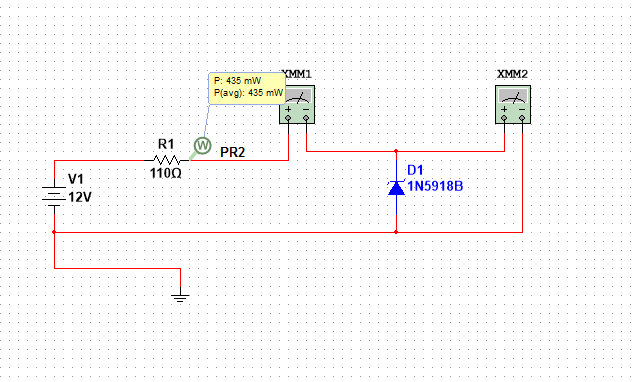 P: 435 mW
P(avg): 435 mW
XMM1
XMM2
R1
W
PR2
110Ω
D1
1N5918B
V1
12V